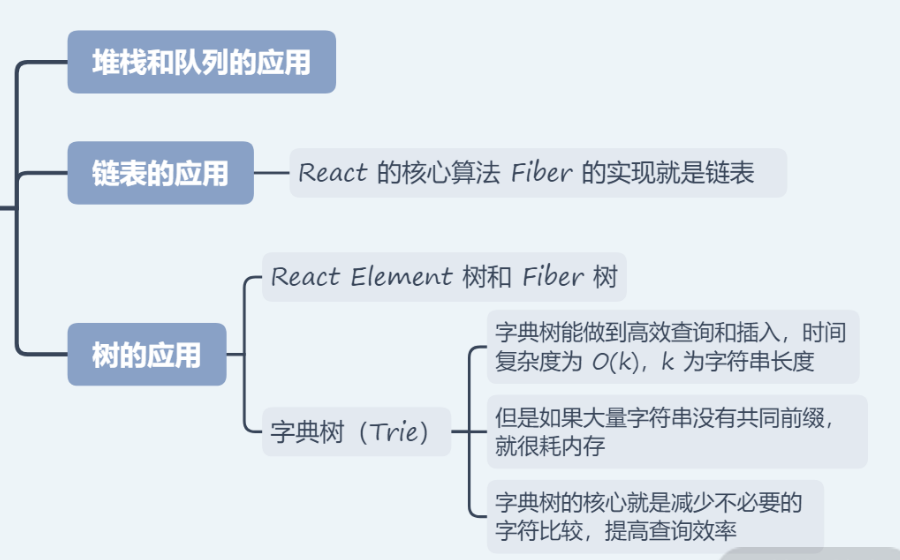 堆栈和队列的应用
链表的应用
React 的核心算法 Fiber 的实现就是链表
树的应用
React Element 树和 Fiber 树
字典树（Trie）
字典树能做到高效查询和插入，时间
复杂度为 O(k)，k 为字符串长度
但是如果大量字符串没有共同前缀，
就很耗内存
字典树的核心就是减少不必要的
字符比较，提高查询效率